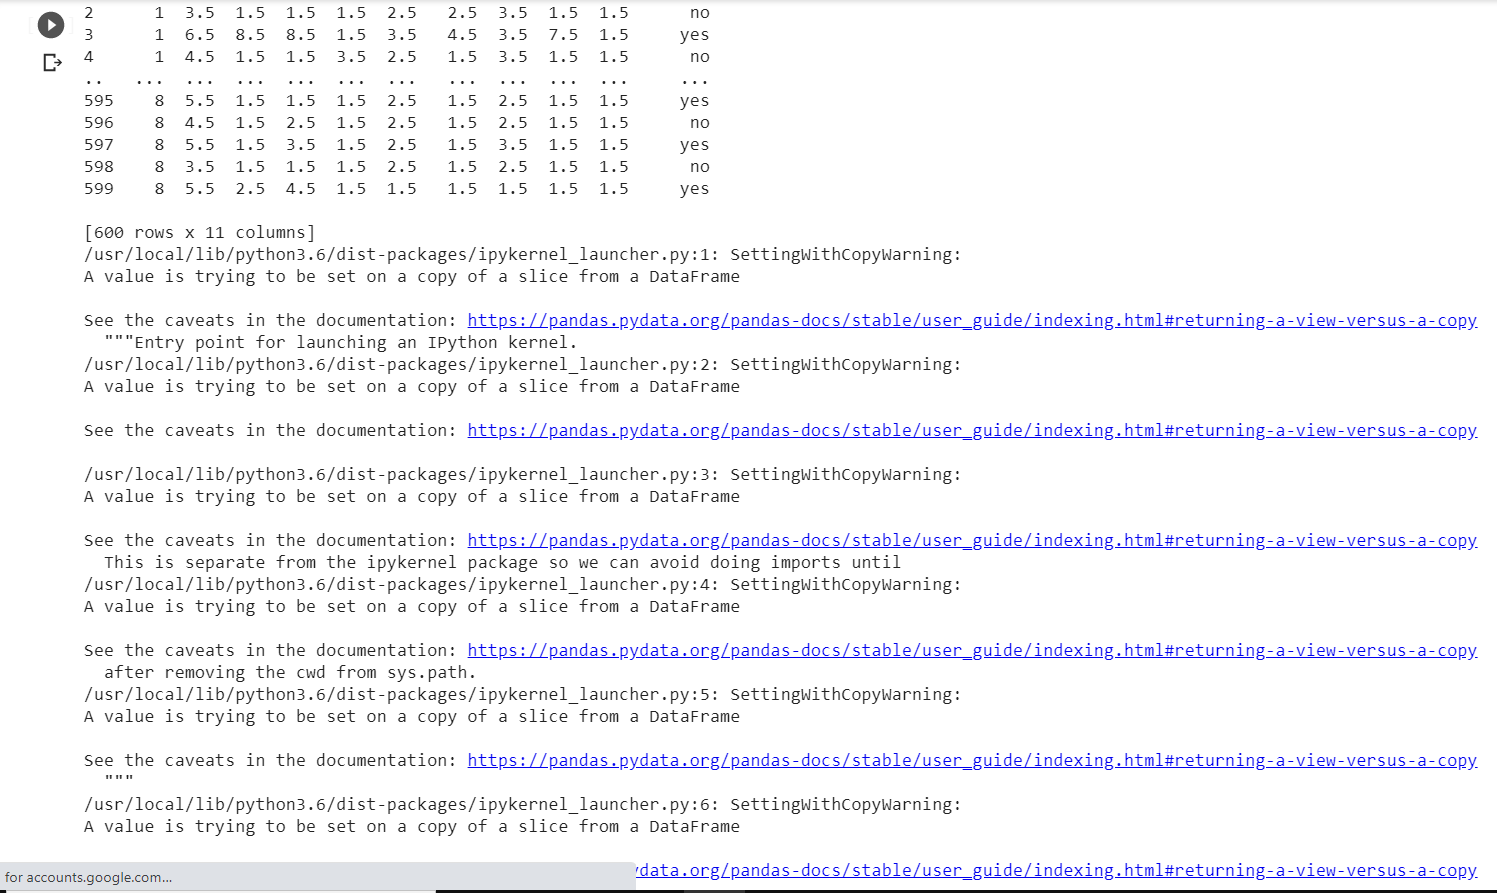 2 1 3.5 1.5 1.5 1.5 2.5 2.5 3.5 1.5 1.5 no
3 1 6.5 8.5 8.5 1.5 3.5 4.5 3.5 7.5 1.5 yes
4 1 4.5 1.5 1.5 3.5 2.5 1.5 3.5 1.5 1.5 no
.. ... ... ... ... ... ... ... ... ... ... ...
595 8 5.5 1.5 1.5 1.5 2.5 1.5 2.5 1.5 1.5 yes
596 8 4.5 1.5 2.5 1.5 2.5 1.5 2.5 1.5 1.5 no
597 8 5.5 1.5 3.5 1.5 2.5 1.5 3.5 1.5 1.5 yes
598 8 3.5 1.5 1.5 1.5 2.5 1.5 2.5 1.5 1.5 no
599 8 5.5 2.5 4.5 1.5 1.5 1.5 1.5 1.5 1.5 yes
[600 rows x 11 columns]
/usr/local/lib/python3.6/dist-packages/ipykernel_launcher.py:1: SettingWithCopyWarning:
A value is trying to be set on a copy of a slice from a DataFrame
See the caveats in the documentation: https://pandas.pydata.org/pandas-docs/stable/user_guide/indexing.html#returning-a-view-versus-a-copy
"""Entry point for launching an IPython kernel.
/usr/local/lib/python3.6/dist-packages/ipykernel_launcher.py:2: SettingWithCopyWarning:
A value is trying to be set on a copy of a slice from a DataFrame
See the caveats in the documentation: https://pandas.pydata.org/pandas-docs/stable/user_guide/indexing.html#returning-a-view-versus-a-copy
/usr/local/lib/python3.6/dist-packages/ipykernel_launcher.py:3: SettingWithCopyWarning:
A value is trying to be set on a copy of a slice from a DataFrame
See the caveats in the documentation: https://pandas.pydata.org/pandas-docs/stable/user_guide/indexing.html#returning-a-view-versus-a-copy
This is separate from the ipykernel package so we can avoid doing imports until
/usr/local/lib/python3.6/dist-packages/ipykernel_launcher.py:4: SettingWithCopyWarning:
A value is trying to be set on a copy of a slice from a DataFrame
See the caveats in the documentation: https://pandas.pydata.org/pandas-docs/stable/user_guide/indexing.html#returning-a-view-versus-a-copy
after removing the cwd from sys.path.
/usr/local/lib/python3.6/dist-packages/ipykernel_launcher.py:5: SettingWithCopyWarning:
A value is trying to be set on a copy of a slice from a DataFrame
See the caveats in the documentation: https://pandas.pydata.org/pandas-docs/stable/user_guide/indexing.html#returning-a-view-versus-a-copy
"""
/usr/local/lib/python3.6/dist-packages/ipykernel_launcher.py:6: SettingWithCopyWarning:
A value is trying to be set on a copy of a slice from a DataFrame
ydata.org/pandas-docs/stable/user_guide/indexing.html#returning-a-view-versus-a-copy
for accounts.google.com...